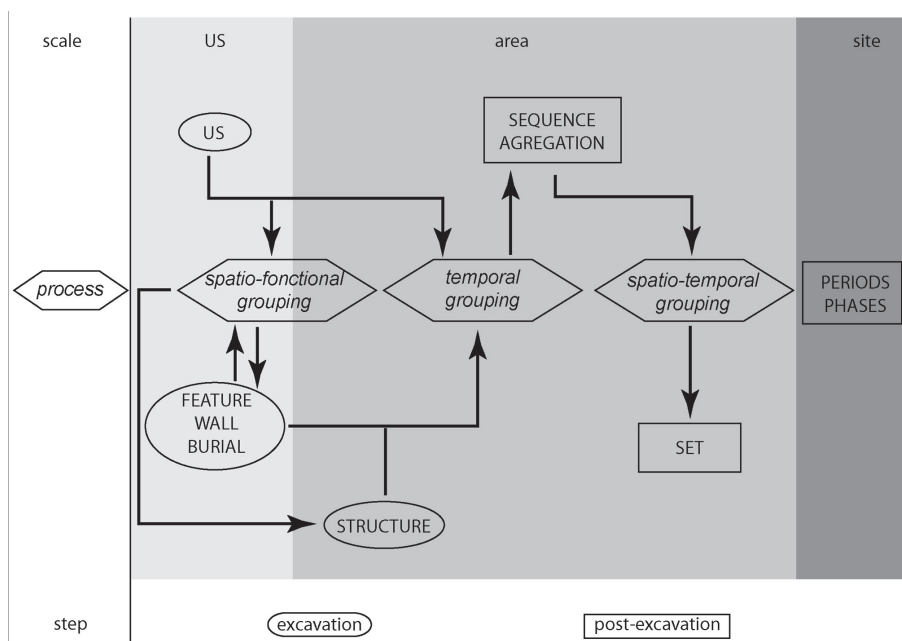 scale
US
area
site
US
SEQUENCE
AGREGATION
process
spatio-fonctional
grouping
temporal
grouping
spatio-temporal
grouping
PERIODS
PHASES
FEATURE
WALL
BURIAL
SET
STRUCTURE
step
excavation
post-excavation